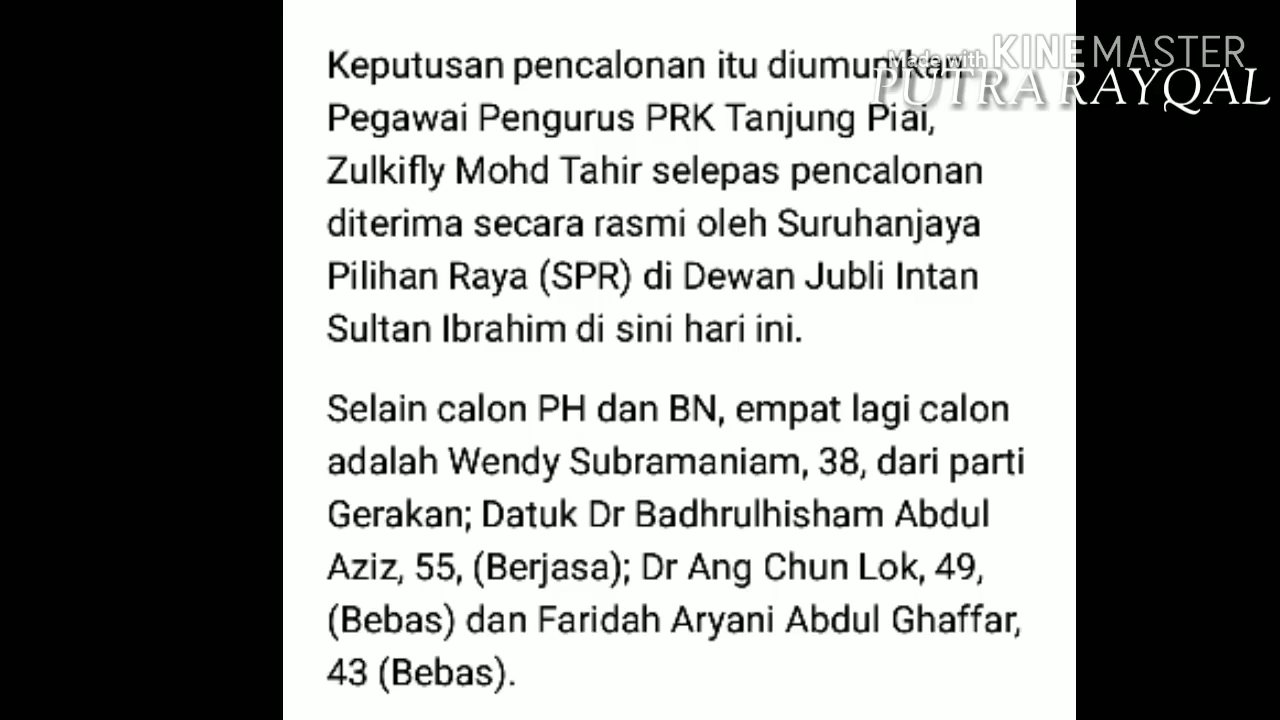 Made with KINEMASTER
PUTRA RAYQAL
Keputusan pencalonan itu diumumkan
Pegawai Pengurus PRK Tanjung Piai,
Zulkifly Mohd Tahir selepas pencalonan
diterima secara rasmi oleh Suruhanjaya
Pilihan Raya (SPR) di Dewan Jubli Intan
Sultan Ibrahim di sini hari ini.
Selain calon PH dan BN, empat lagi calon
adalah Wendy Subramaniam, 38, dari parti
Gerakan; Datuk Dr Badhrulhisham Abdul
Aziz, 55, (Berjasa); Dr Ang Chun Lok, 49,
(Bebas) dan Faridah Aryani Abdul Ghaffar,
43 (Bebas).